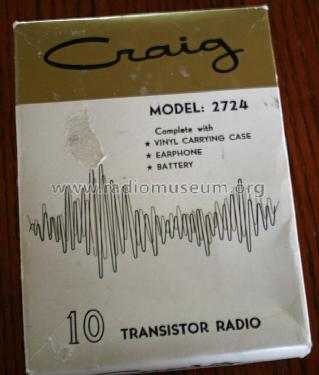 Craig
MODEL: 2724
Complete with
★ VINYL CARRYING CASE
★ EARPHONE
★ BATTERY
www.radiomuseum.org
10 TRANSISTOR RADIO